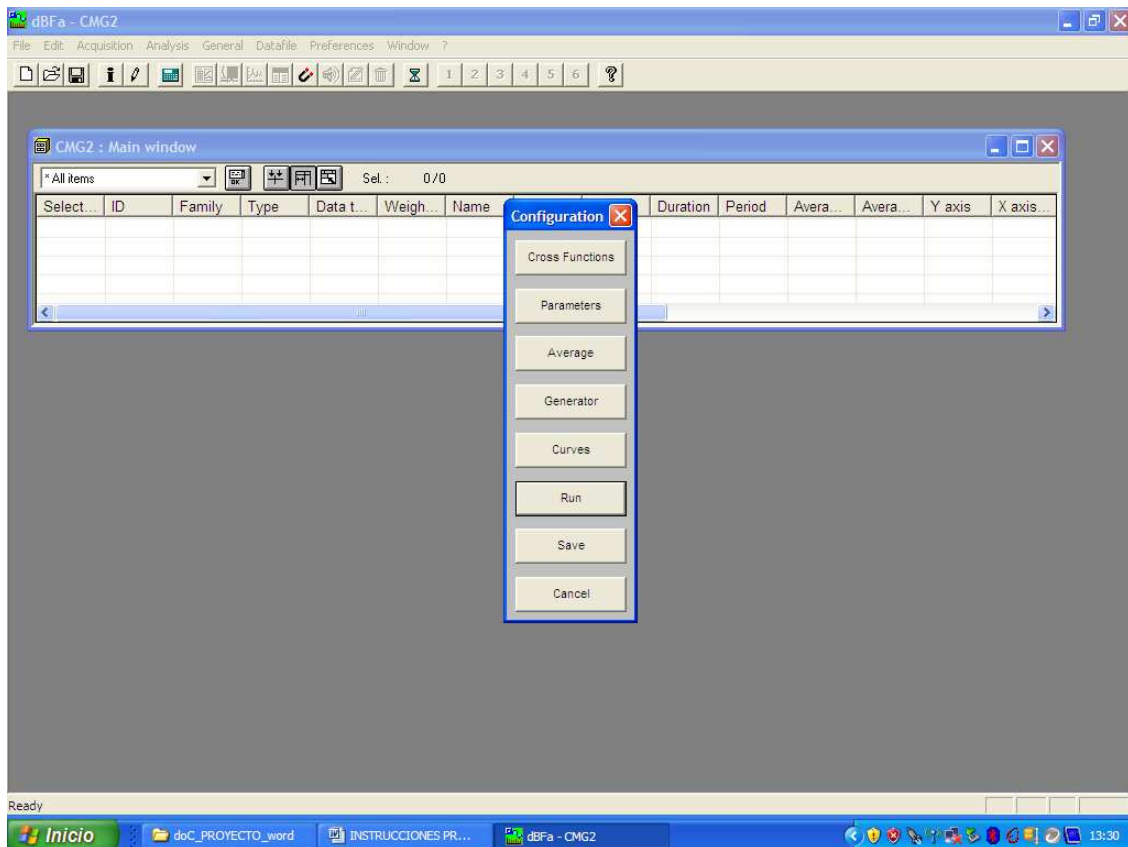 dBFa - CMG2
File Edit Acquisition Analysis General Datafile Preferences Window ?
1 2 3 4 5 6
CMG2 : Main window
* All items Sel. : 0/0
Select... ID Family Type Data t... Weigh... Name Duration Period Avera... Avera... Y axis X axis...
Configuration
Cross Functions
Parameters
Average
Generator
Curves
Run
Save
Cancel
Ready
Inicio doC_PROYECTO_word INSTRUCCIONES PR... dBFa - CMG2 13:30